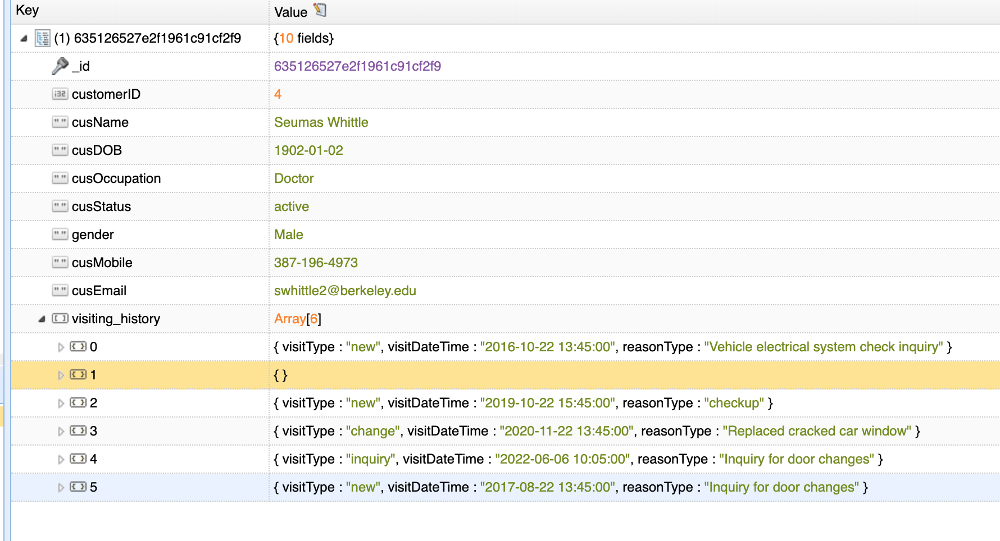 Key Value
(1) 635126527e2f1961c91cf2f9 {10 fields}
_id 635126527e2f1961c91cf2f9
i32 customerID 4
" " cusName Seumas Whittle
" " cusDOB 1902-01-02
" " cusOccupation Doctor
" " cusStatus active
" " gender Male
" " cusMobile 387-196-4973
" " cusEmail swhittle2@berkeley.edu
[ ] visiting_history Array[6]
{ } 0 { visitType : "new", visitDateTime : "2016-10-22 13:45:00", reasonType : "Vehicle electrical system check inquiry" }
{ } 1 { }
{ } 2 { visitType : "new", visitDateTime : "2019-10-22 15:45:00", reasonType : "checkup" }
{ } 3 { visitType : "change", visitDateTime : "2020-11-22 13:45:00", reasonType : "Replaced cracked car window" }
{ } 4 { visitType : "inquiry", visitDateTime : "2022-06-06 10:05:00", reasonType : "Inquiry for door changes" }
{ } 5 { visitType : "new", visitDateTime : "2017-08-22 13:45:00", reasonType : "Inquiry for door changes" }